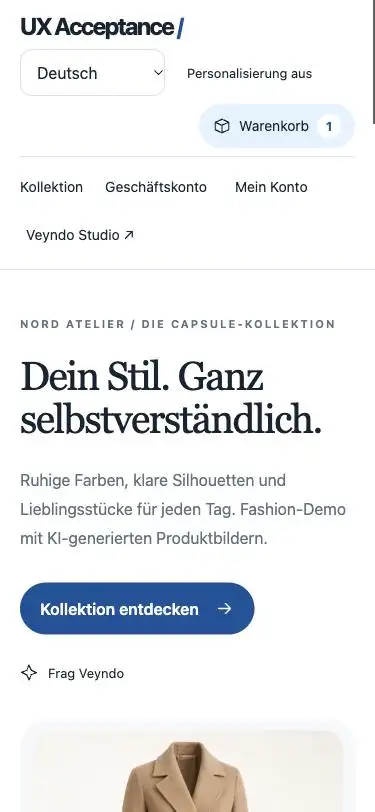 UX Acceptance/
Deutsch
Personalisierung aus
Warenkorb 1
Kollektion Geschäftskonto Mein Konto
Veyndo Studio ↗
NORD ATELIER / DIE CAPSULE-KOLLEKTION
Dein Stil. Ganz
selbstverständlich.
Ruhige Farben, klare Silhouetten und
Lieblingsstücke für jeden Tag. Fashion-Demo
mit KI-generierten Produktbildern.
Kollektion entdecken →
Frag Veyndo